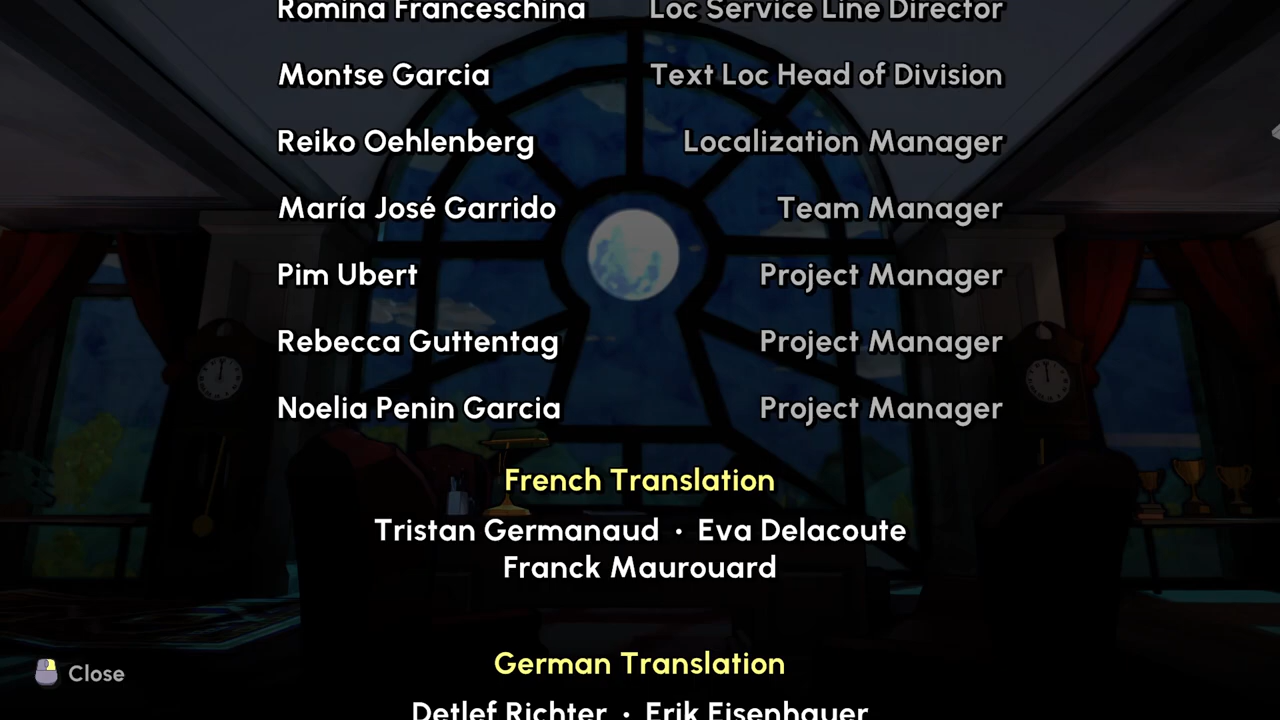 Romina Franceschina Loc Service Line Director
Montse Garcia Text Loc Head of Division
Reiko Oehlenberg Localization Manager
María José Garrido Team Manager
Pim Ubert Project Manager
Rebecca Guttentag Project Manager
Noelia Penin Garcia Project Manager
French Translation
Tristan Germanaud · Eva Delacoute
Franck Maurouard
German Translation
Close
Detlef Richter · Erik Eisenhauer